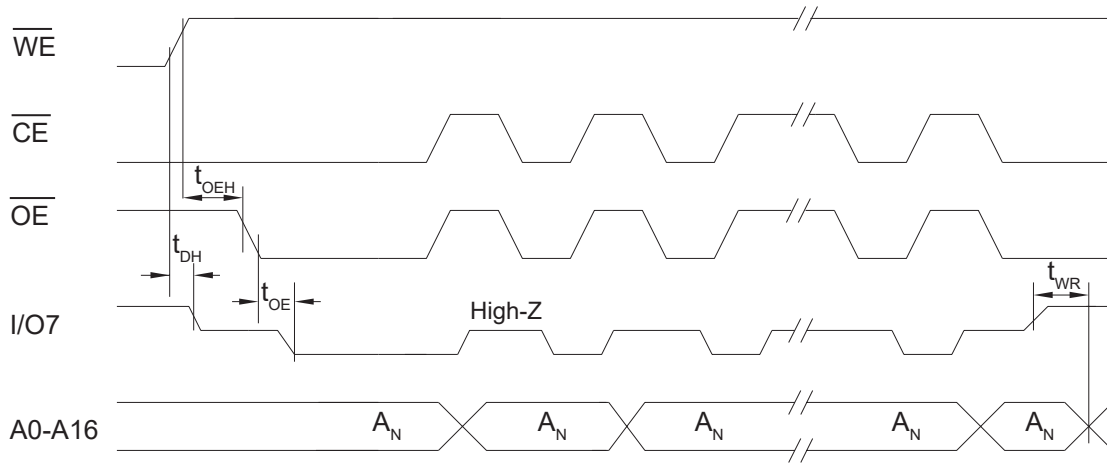 WE
CE
t_OEH
OE
t_DH
t_OE
t_WR
I/O7
High-Z
A0-A16
A_N A_N A_N A_N A_N